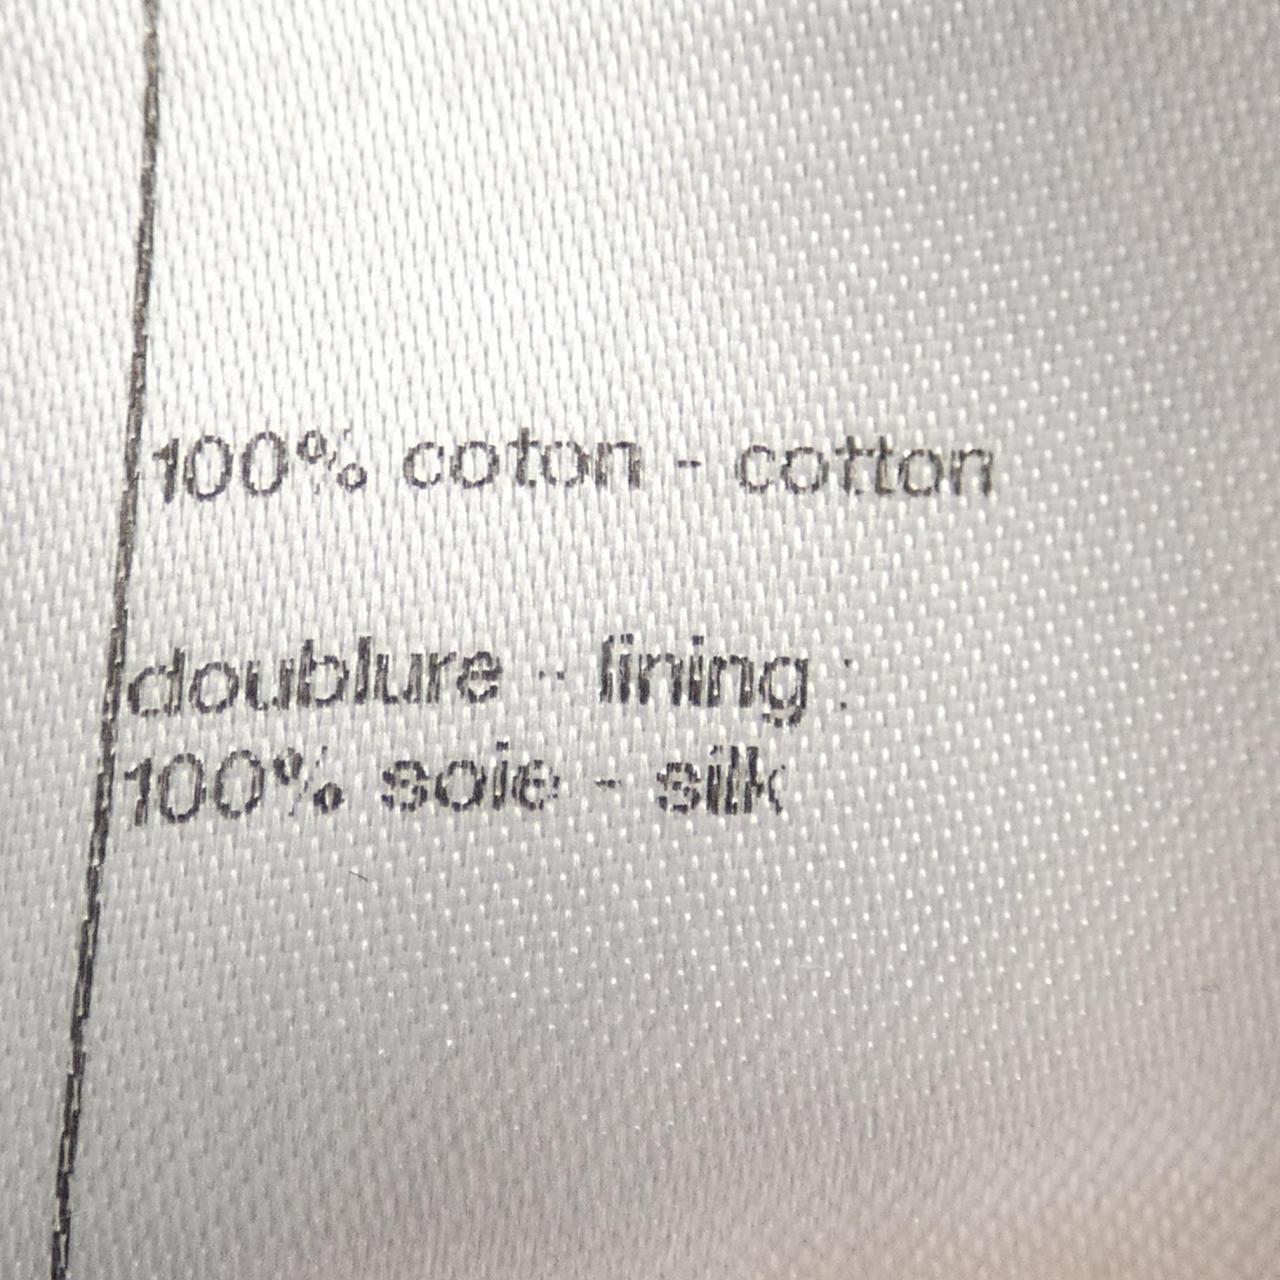 100% coton - cotton
doublure - lining :
100% soie - silk